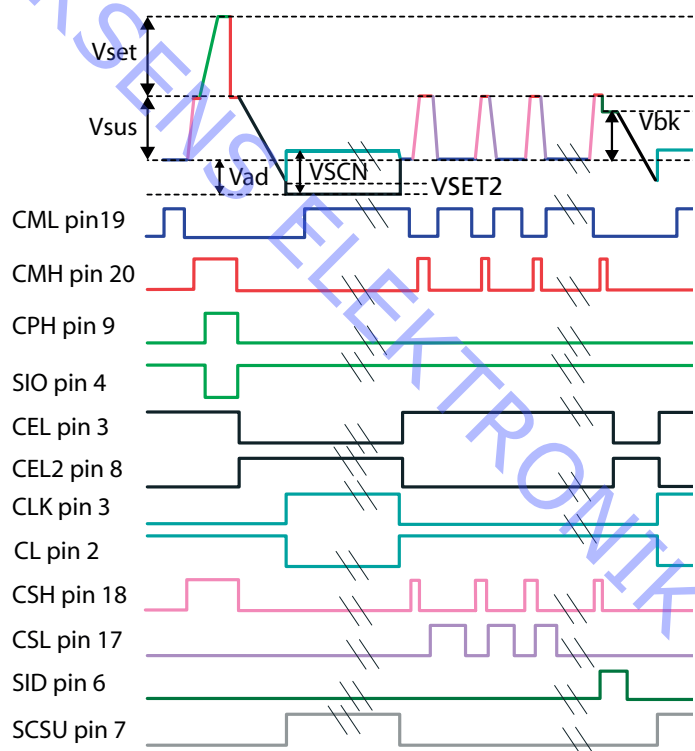 Vset
Vsus
Vbk
Vad
VSCN
VSET2
CML pin19
CMH pin 20
CPH pin 9
SIO pin 4
CEL pin 3
CEL2 pin 8
CLK pin 3
CL pin 2
CSH pin 18
CSL pin 17
SID pin 6
SCSU pin 7
KSENS ELEKTRONIK